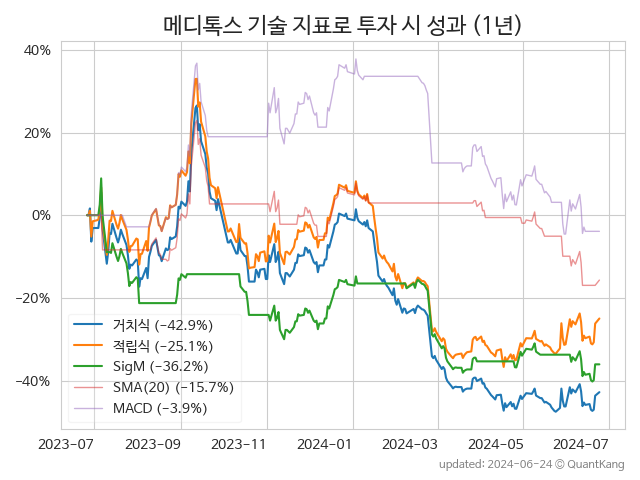 메디톡스 기술 지표로 투자 시 성과 (1년)
40%
20%
0%
−20%
−40%
거치식 (−42.9%)
적립식 (−25.1%)
SigM (−36.2%)
SMA(20) (−15.7%)
MACD (−3.9%)
2023-07 2023-09 2023-11 2024-01 2024-03 2024-05 2024-07
updated: 2024-06-24 © QuantKang